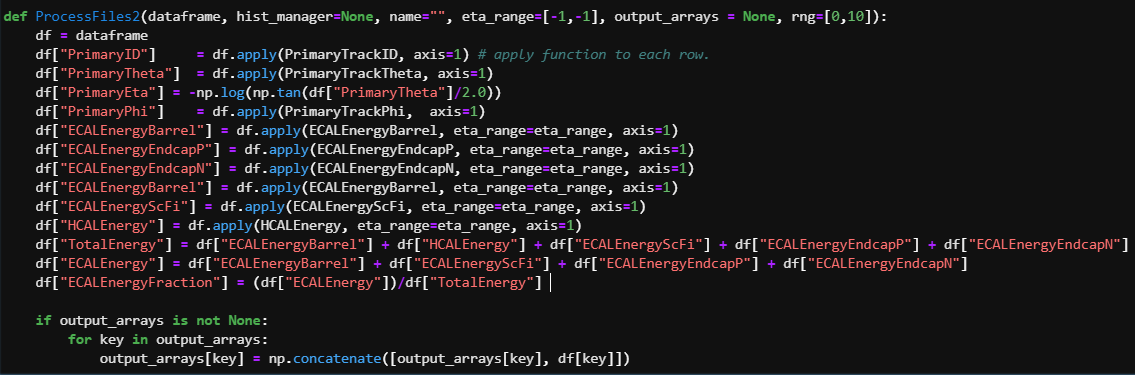 def ProcessFiles2(dataframe, hist_manager=None, name="", eta_range=[-1,-1], output_arrays = None, rng=[0,10]):
    df = dataframe
    df["PrimaryID"]     = df.apply(PrimaryTrackID, axis=1) # apply function to each row.
    df["PrimaryTheta"]  = df.apply(PrimaryTrackTheta, axis=1)
    df["PrimaryEta"] = -np.log(np.tan(df["PrimaryTheta"]/2.0))
    df["PrimaryPhi"]    = df.apply(PrimaryTrackPhi,  axis=1)
    df["ECALEnergyBarrel"] = df.apply(ECALEnergyBarrel, eta_range=eta_range, axis=1)
    df["ECALEnergyEndcapP"] = df.apply(ECALEnergyEndcapP, eta_range=eta_range, axis=1)
    df["ECALEnergyEndcapN"] = df.apply(ECALEnergyEndcapN, eta_range=eta_range, axis=1)
    df["ECALEnergyBarrel"] = df.apply(ECALEnergyBarrel, eta_range=eta_range, axis=1)
    df["ECALEnergyScFi"] = df.apply(ECALEnergyScFi, eta_range=eta_range, axis=1)
    df["HCALEnergy"] = df.apply(HCALEnergy, eta_range=eta_range, axis=1)
    df["TotalEnergy"] = df["ECALEnergyBarrel"] + df["HCALEnergy"] + df["ECALEnergyScFi"] + df["ECALEnergyEndcapP"] + df["ECALEnergyEndcapN"]
    df["ECALEnergy"] = df["ECALEnergyBarrel"] + df["ECALEnergyScFi"] + df["ECALEnergyEndcapP"] + df["ECALEnergyEndcapN"]
    df["ECALEnergyFraction"] = (df["ECALEnergy"])/df["TotalEnergy"]

    if output_arrays is not None:
        for key in output_arrays:
            output_arrays[key] = np.concatenate([output_arrays[key], df[key]])